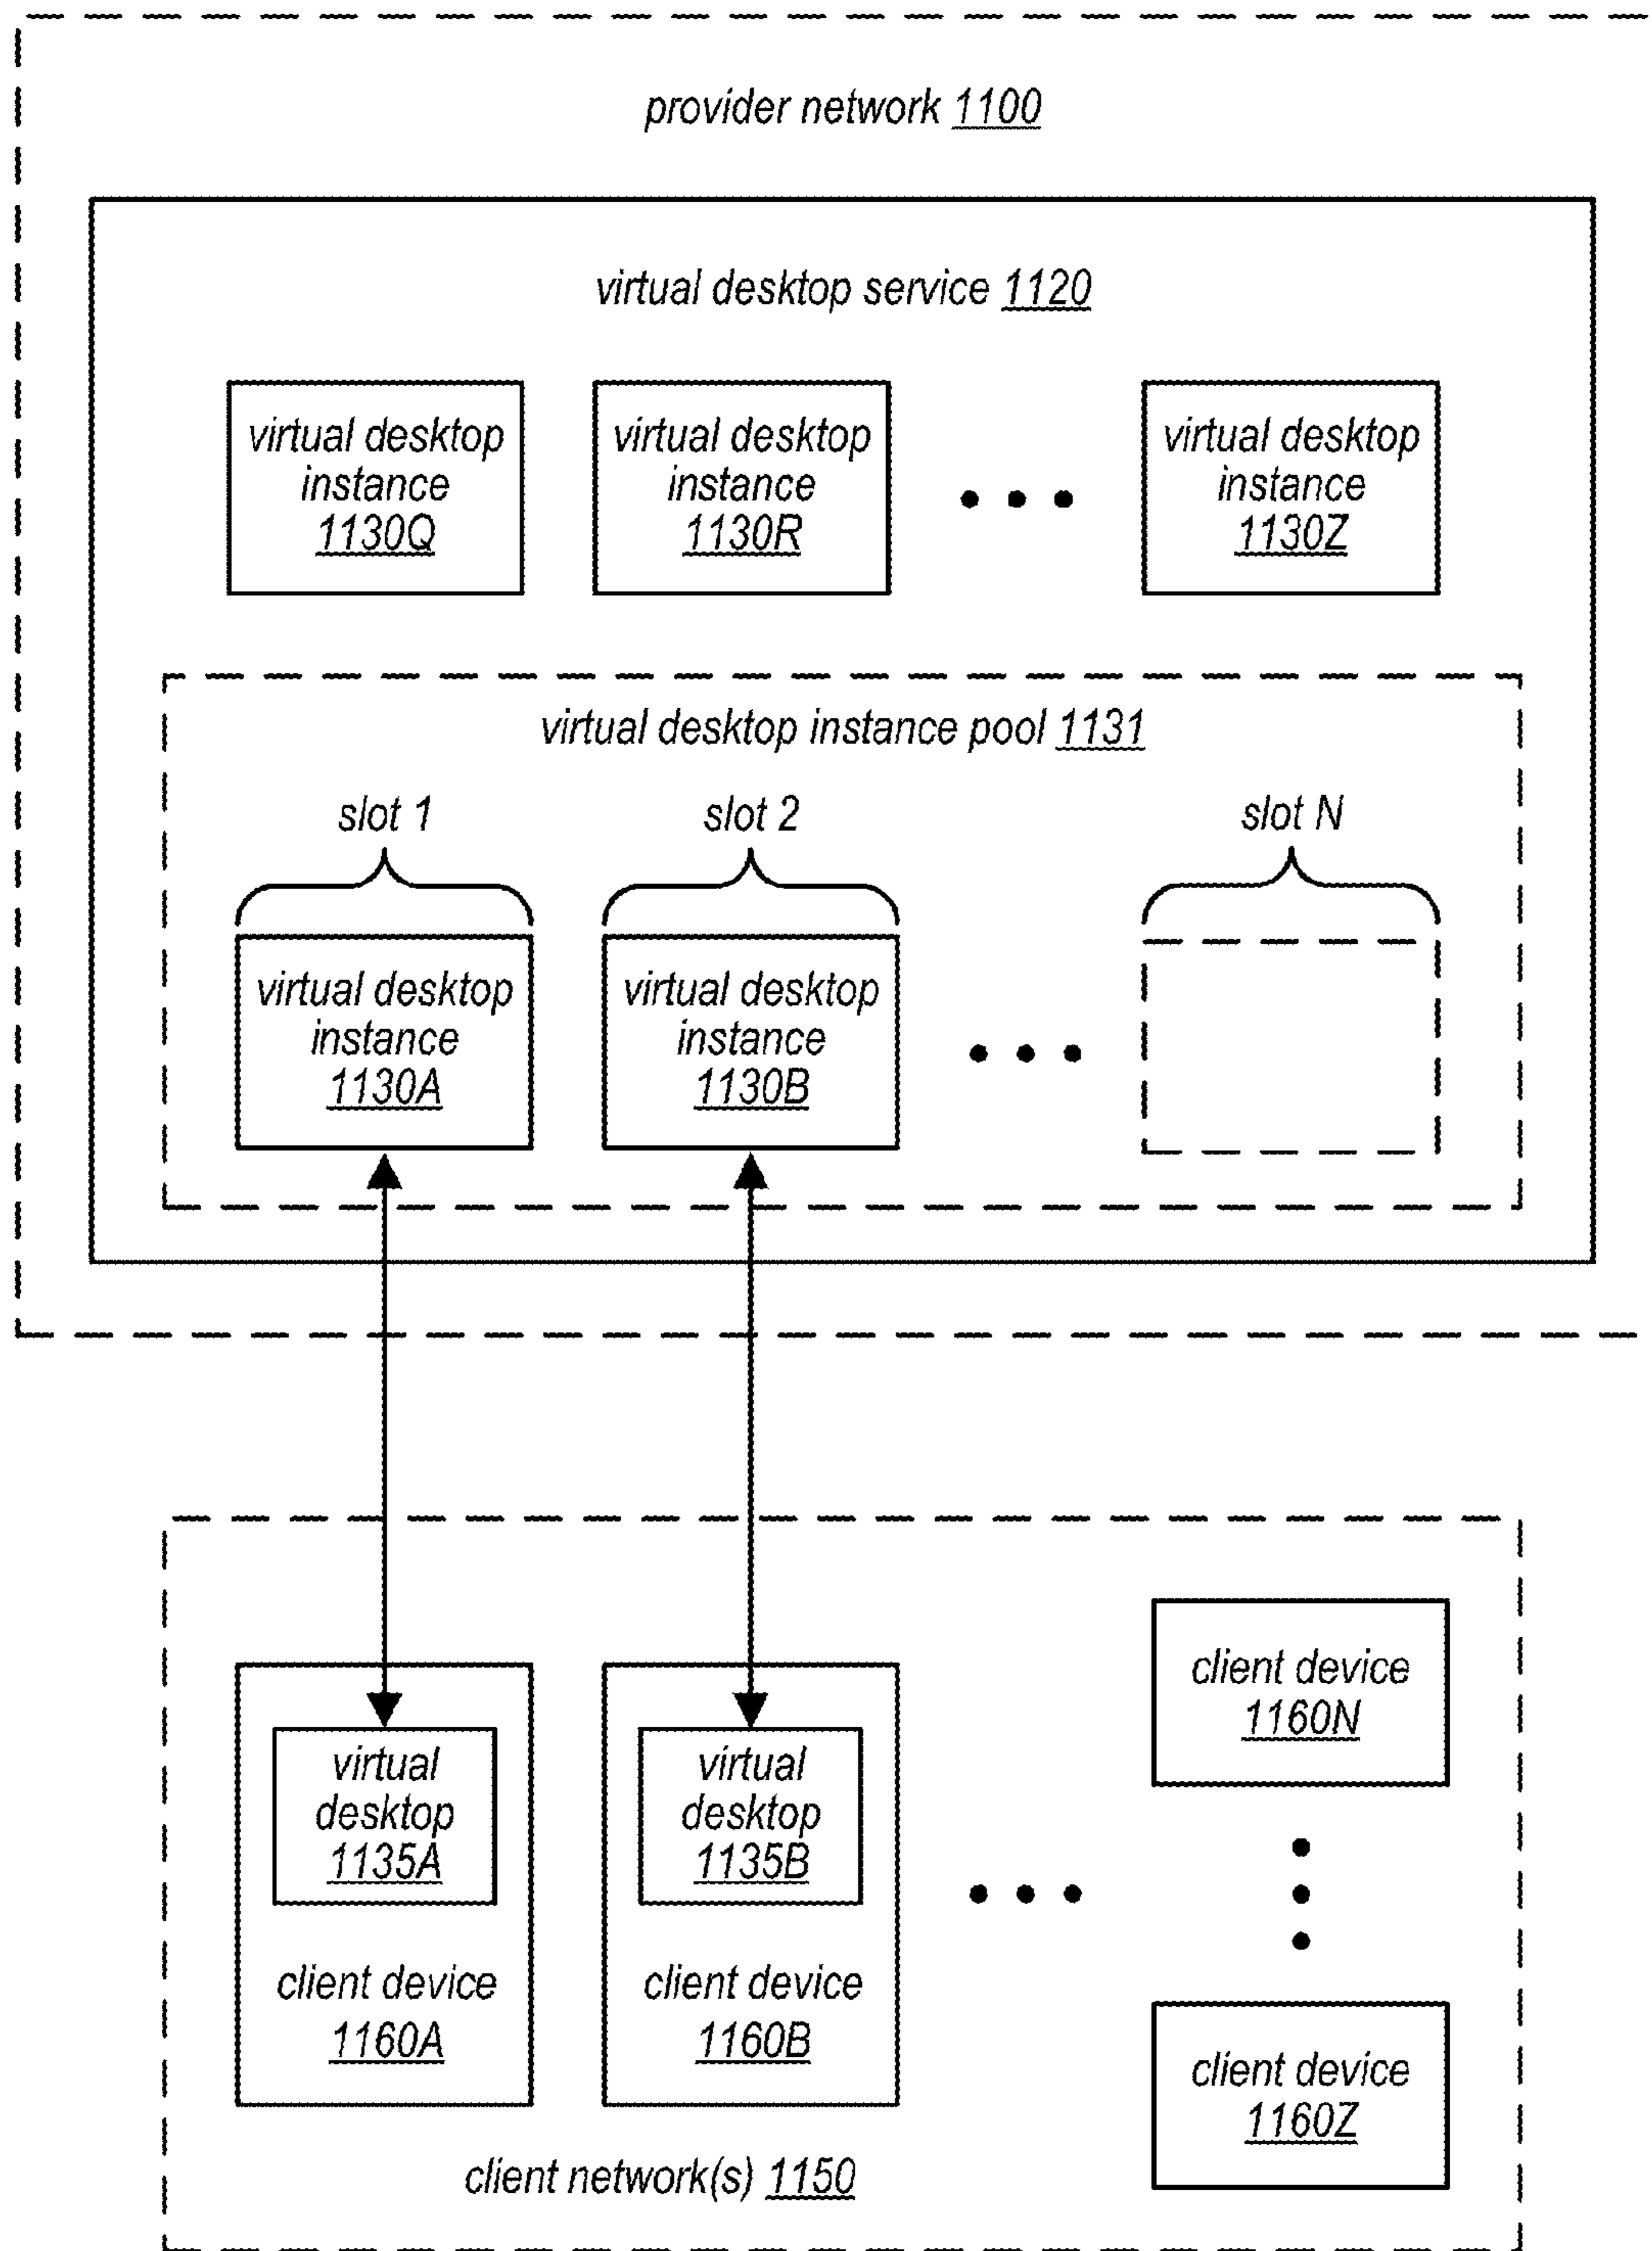 provider network 1100
virtual desktop service 1120
virtual desktop
instance
1130Q
virtual desktop
instance
1130R
virtual desktop
instance
1130Z
virtual desktop instance pool 1131
slot 1
slot 2
slot N
virtual desktop
instance
1130A
virtual desktop
instance
1130B
virtual
desktop
1135A
client device
1160A
virtual
desktop
1135B
client device
1160B
client device
1160N
client device
1160Z
client network(s) 1150